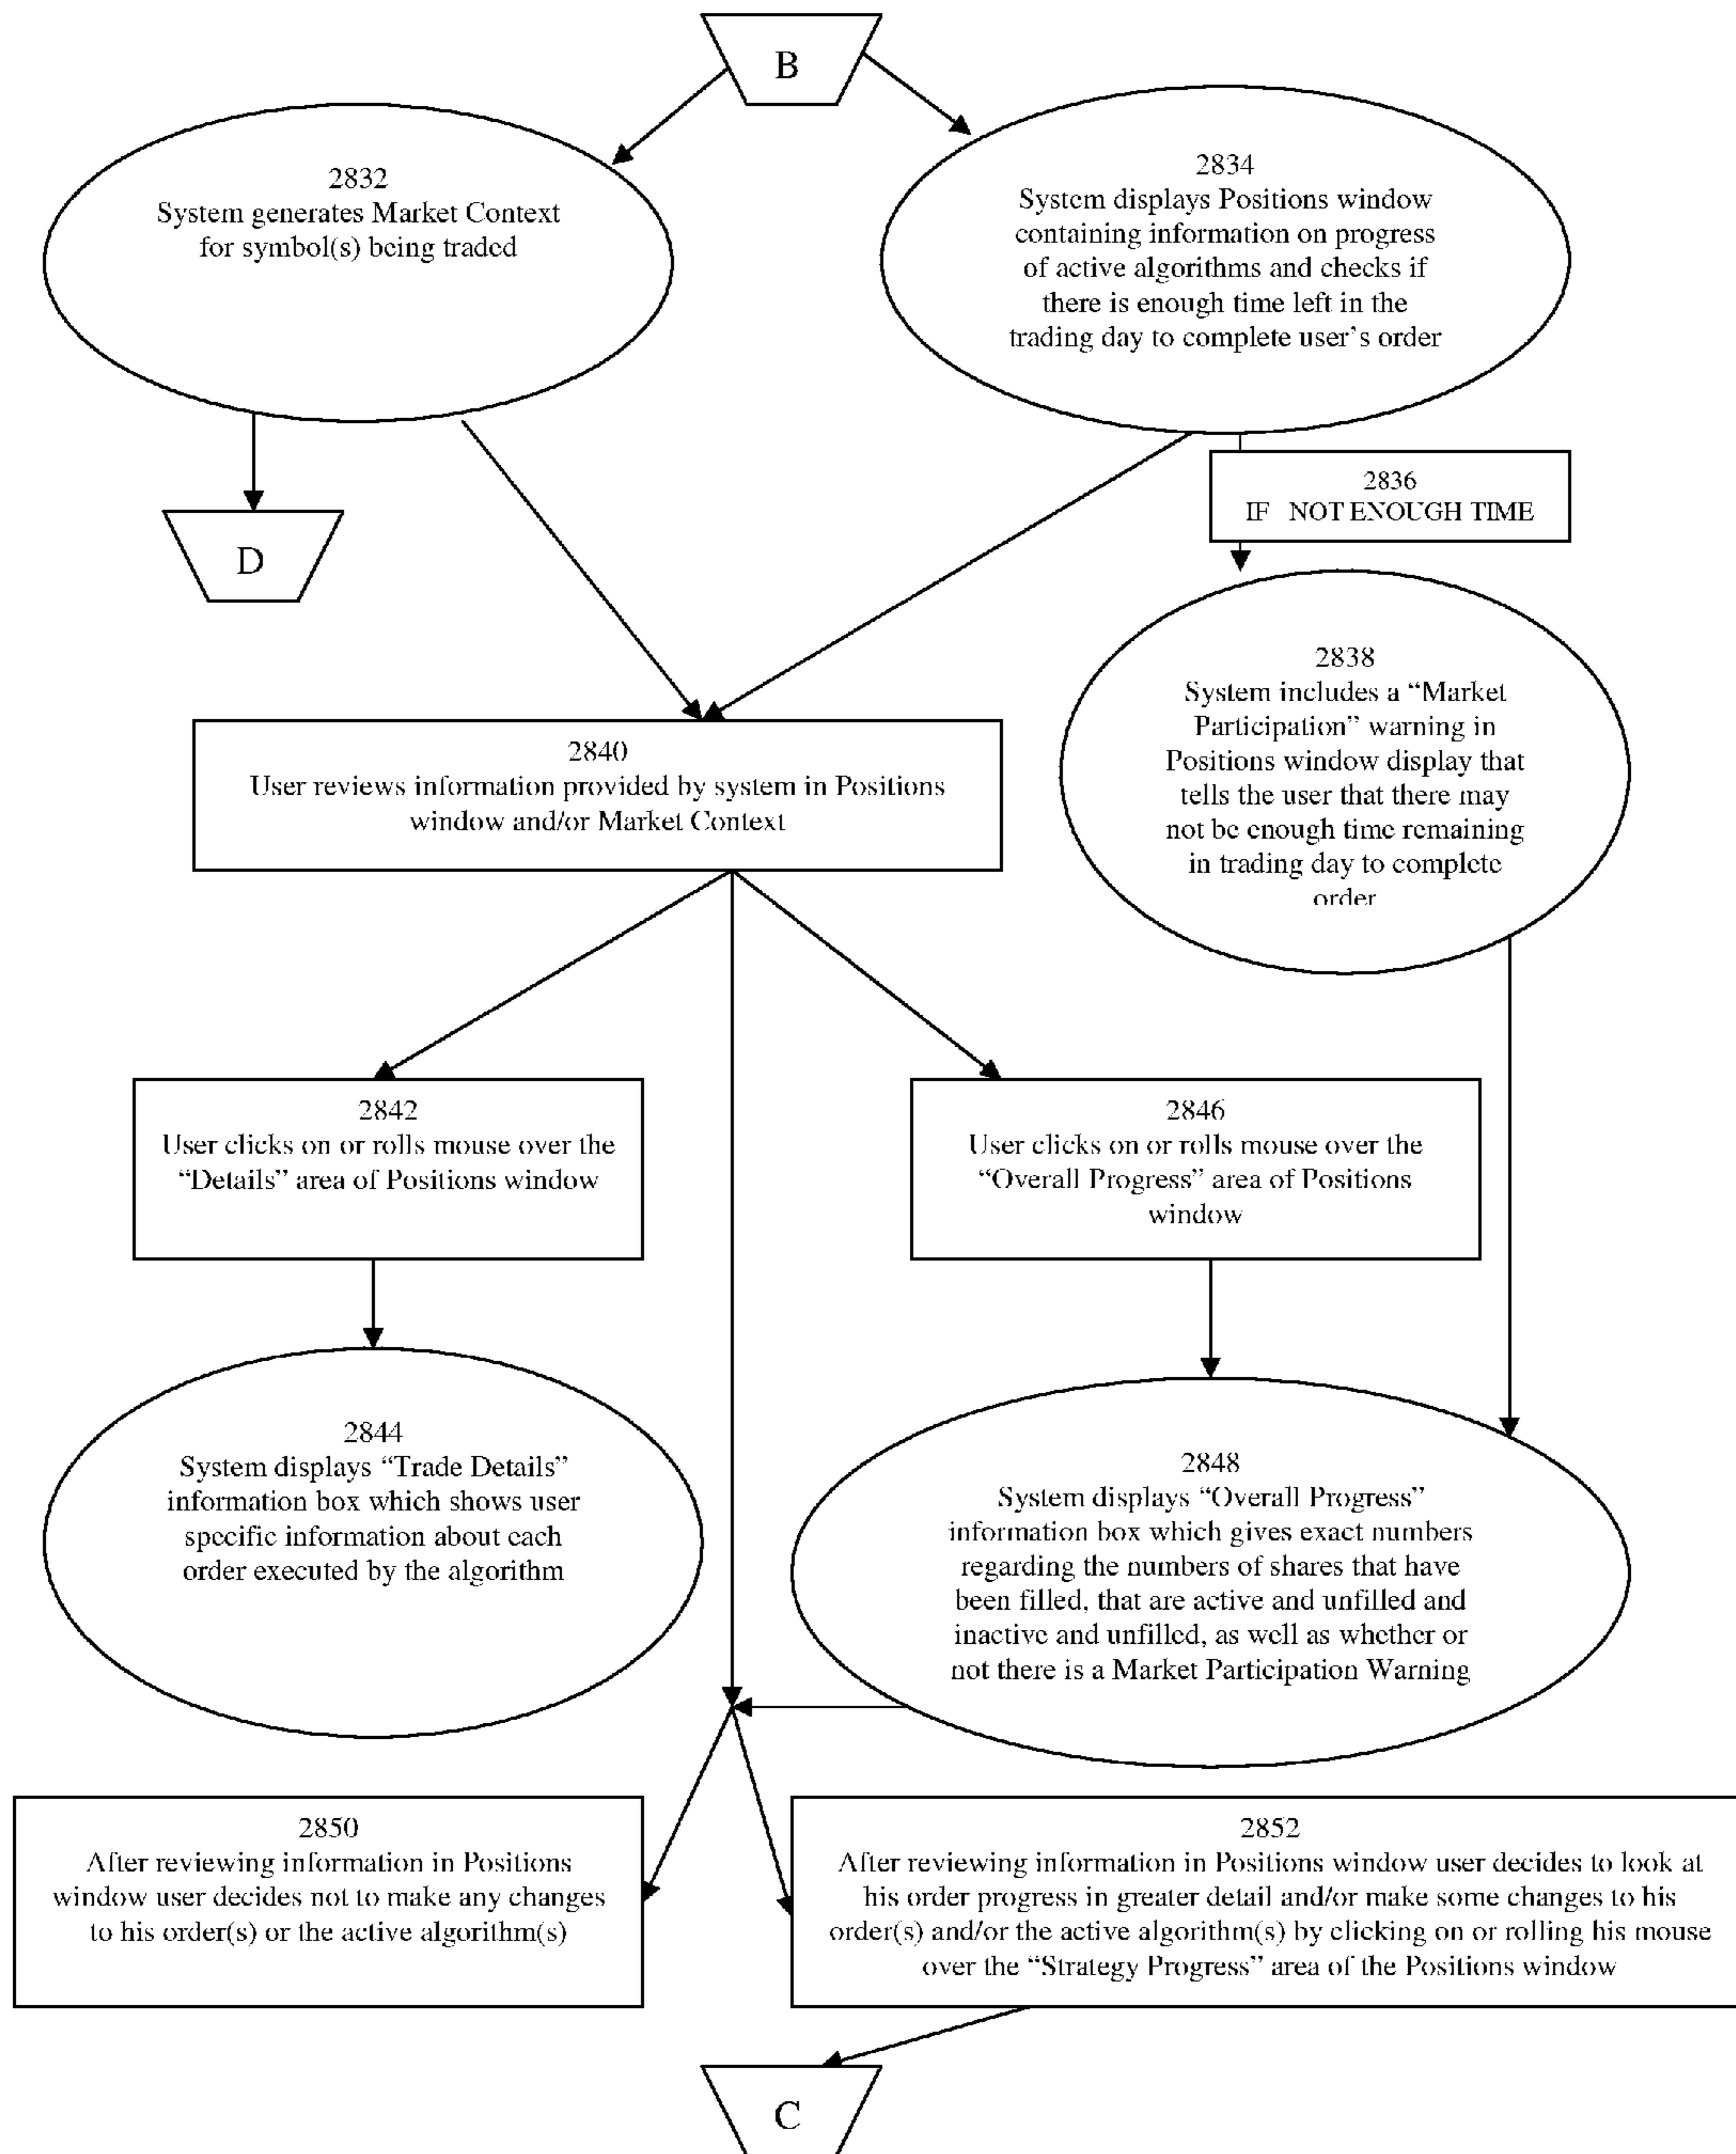 B
2832
System generates Market Context
for symbol(s) being traded
2834
System displays Positions window
containing information on progress
of active algorithms and checks if
there is enough time left in the
trading day to complete user’s order
2836
IF NOT ENOUGH TIME
D
2838
System includes a “Market
Participation” warning in
Positions window display that
tells the user that there may
not be enough time remaining
in trading day to complete
order
2840
User reviews information provided by system in Positions
window and/or Market Context
2842
User clicks on or rolls mouse over the
“Details” area of Positions window
2846
User clicks on or rolls mouse over the
“Overall Progress” area of Positions
window
2844
System displays “Trade Details”
information box which shows user
specific information about each
order executed by the algorithm
2848
System displays “Overall Progress”
information box which gives exact numbers
regarding the numbers of shares that have
been filled, that are active and unfilled and
inactive and unfilled, as well as whether or
not there is a Market Participation Warning
2850
After reviewing information in Positions
window user decides not to make any changes
to his order(s) or the active algorithm(s)
2852
After reviewing information in Positions window user decides to look at
his order progress in greater detail and/or make some changes to his
order(s) and/or the active algorithm(s) by clicking on or rolling his mouse
over the “Strategy Progress” area of the Positions window
C